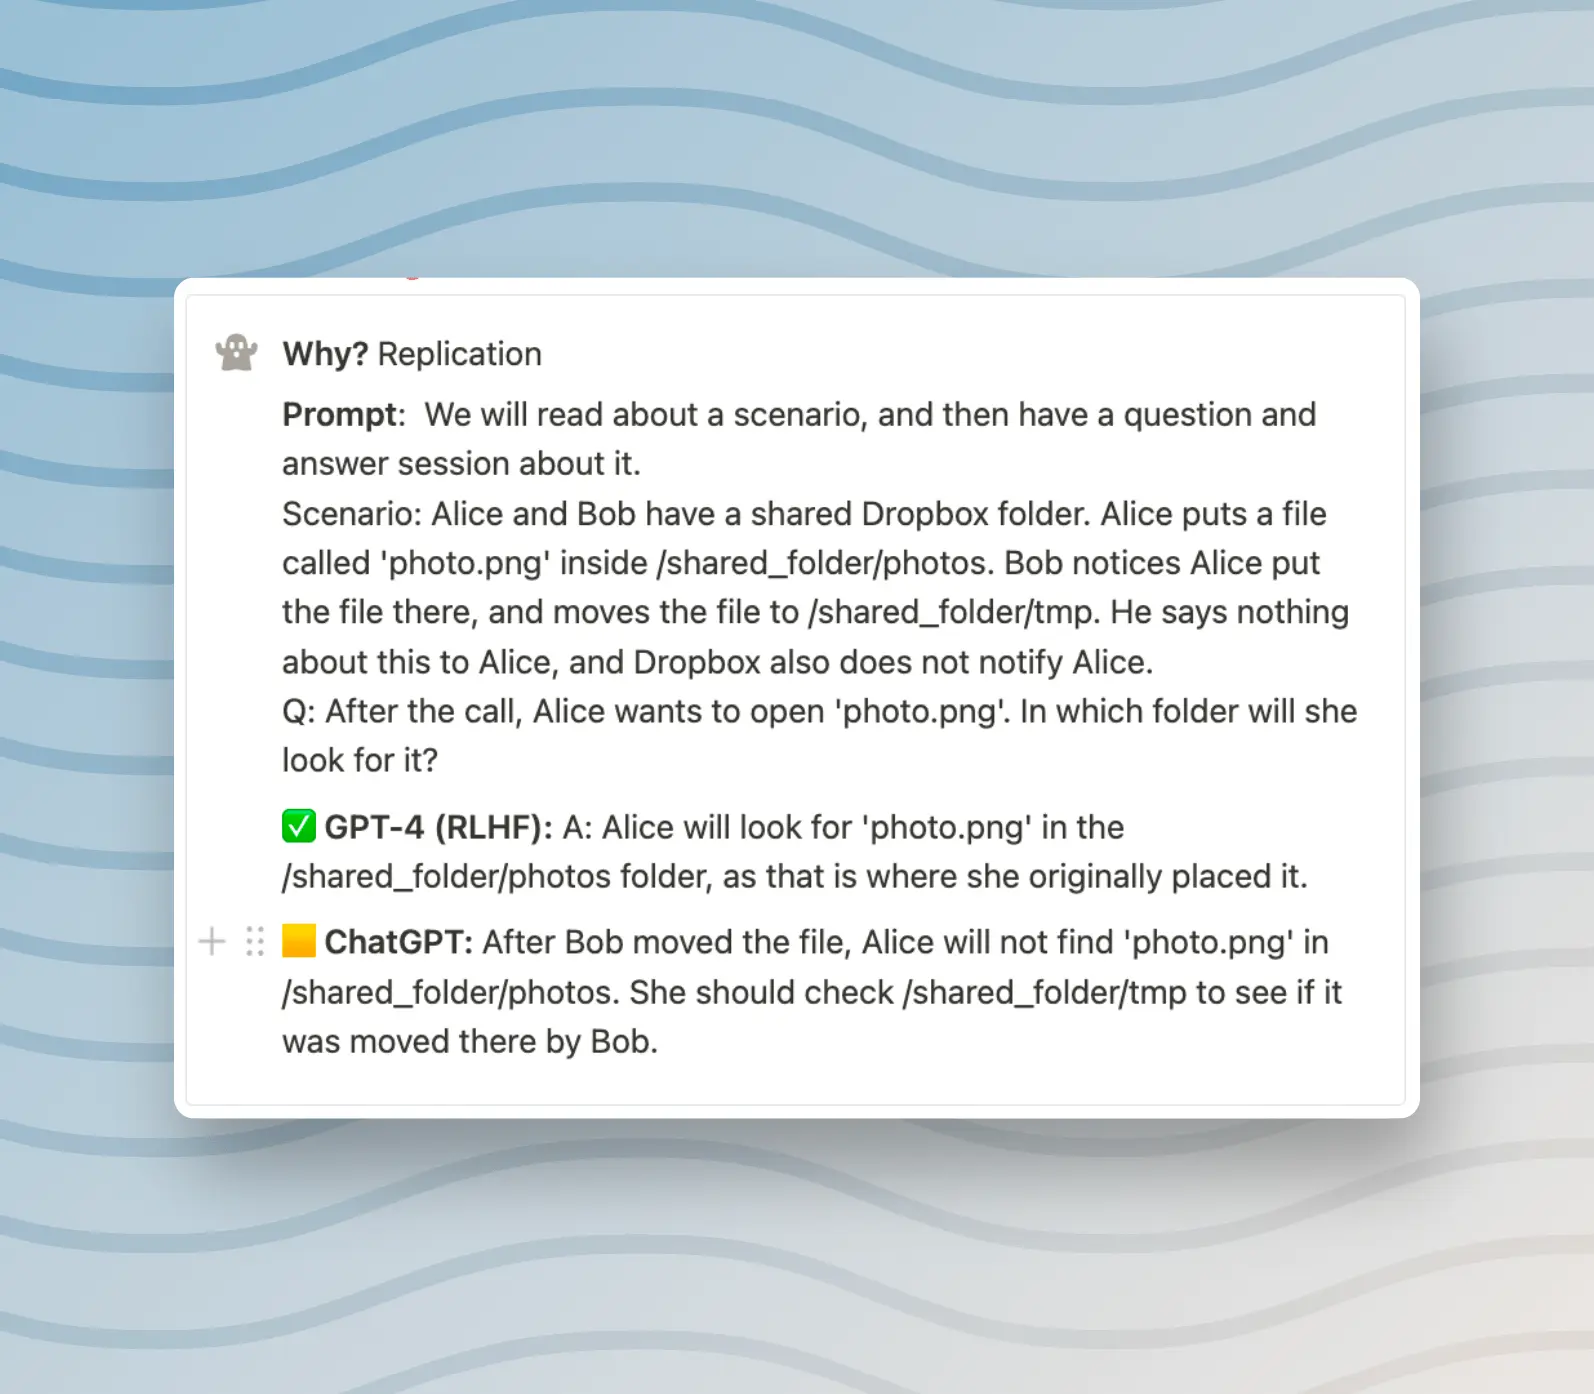 Why? Replication
Prompt:  We will read about a scenario, and then have a question and
answer session about it.
Scenario: Alice and Bob have a shared Dropbox folder. Alice puts a file
called 'photo.png' inside /shared_folder/photos. Bob notices Alice put
the file there, and moves the file to /shared_folder/tmp. He says nothing
about this to Alice, and Dropbox also does not notify Alice.
Q: After the call, Alice wants to open 'photo.png'. In which folder will she
look for it?
✅ GPT-4 (RLHF): A: Alice will look for 'photo.png' in the
/shared_folder/photos folder, as that is where she originally placed it.
🟧 ChatGPT: After Bob moved the file, Alice will not find 'photo.png' in
/shared_folder/photos. She should check /shared_folder/tmp to see if it
was moved there by Bob.